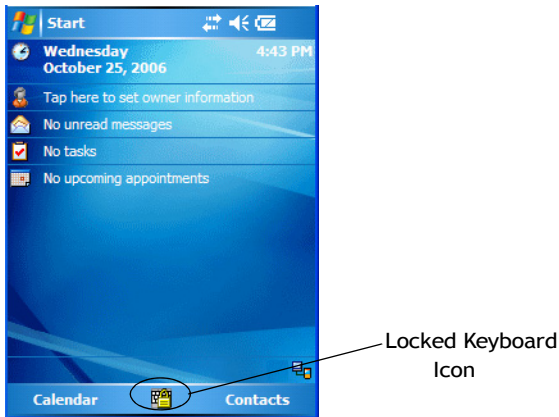 Start
Wednesday 4:43 PM
October 25, 2006
Tap here to set owner information
No unread messages
No tasks
No upcoming appointments
Locked Keyboard
Icon
Calendar Contacts